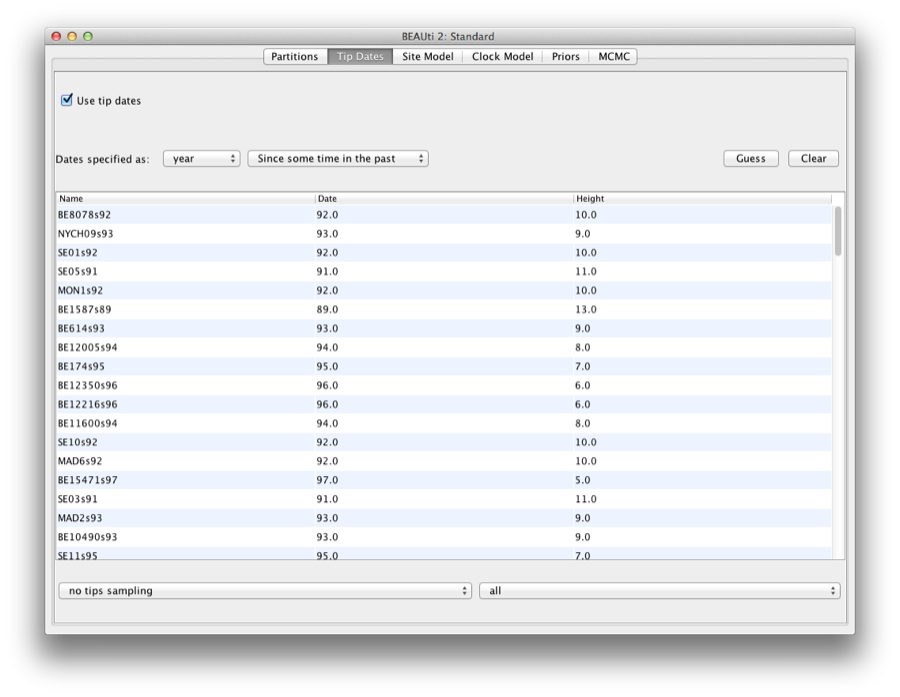 BEAUti 2: Standard
Partitions Tip Dates Site Model Clock Model Priors MCMC
Use tip dates
Dates specified as: year Since some time in the past Guess Clear
Name Date Height
BE8078s92 92.0 10.0
NYCH09s93 93.0 9.0
SE01s92 92.0 10.0
SE05s91 91.0 11.0
MON1s92 92.0 10.0
BE1587s89 89.0 13.0
BE614s93 93.0 9.0
BE12005s94 94.0 8.0
BE174s95 95.0 7.0
BE12350s96 96.0 6.0
BE12216s96 96.0 6.0
BE11600s94 94.0 8.0
SE10s92 92.0 10.0
MAD6s92 92.0 10.0
BE15471s97 97.0 5.0
SE03s91 91.0 11.0
MAD2s93 93.0 9.0
BE10490s93 93.0 9.0
SE11s95 95.0 7.0
no tips sampling all